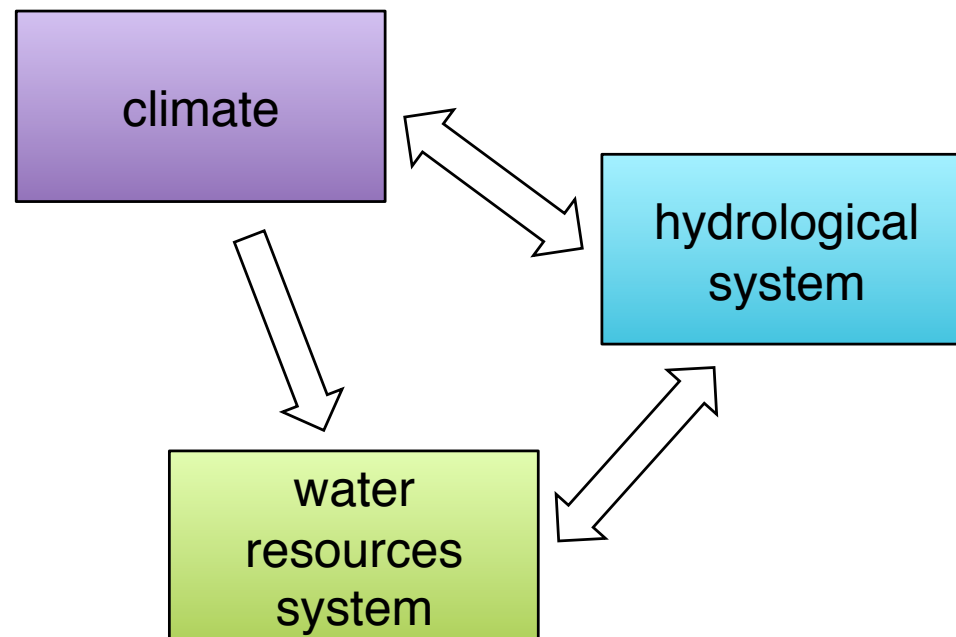 climate
hydrological
system
water
resources
system